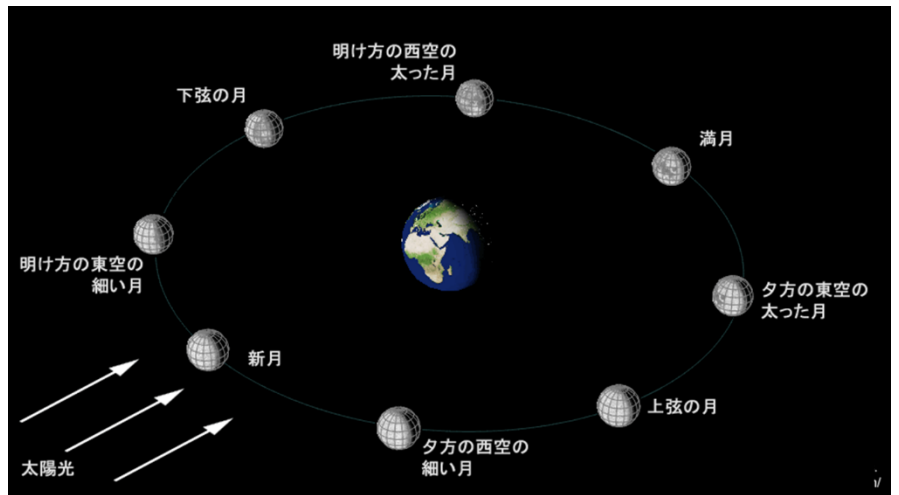 明け方の西空の
太った月
下弦の月
満月
明け方の東空の
細い月
夕方の東空の
太った月
新月
上弦の月
夕方の西空の
細い月
太陽光